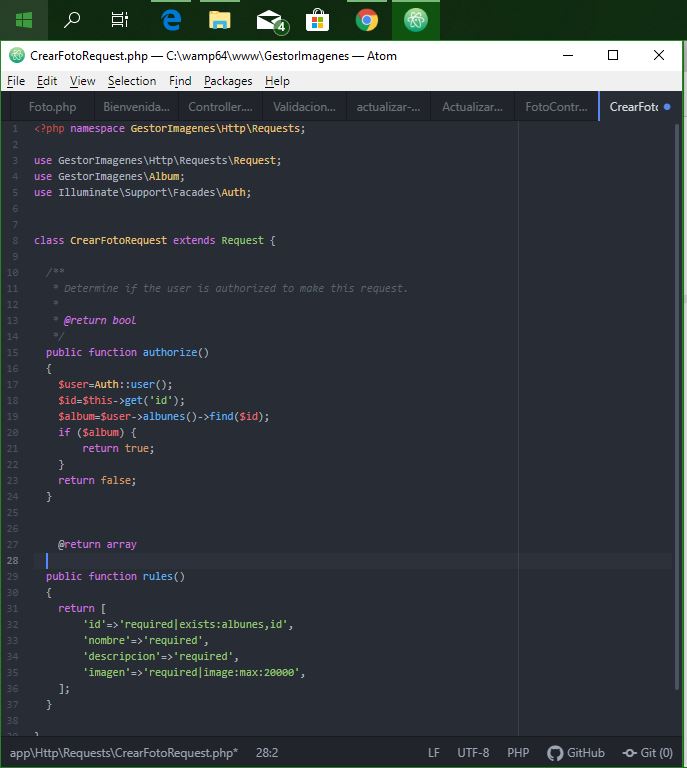 4
CrearFotoRequest.php — C:\wamp64\www\GestorImagenes — Atom
File Edit View Selection Find Packages Help
Foto.php Bienvenida... Controller.... Validacion... actualizar-... Actualizar... FotoContr... CrearFot
1 <?php namespace GestorImagenes\Http\Requests;
2
3 use GestorImagenes\Http\Requests\Request;
4 use GestorImagenes\Album;
5 use Illuminate\Support\Facades\Auth;
6
7
8 class CrearFotoRequest extends Request {
9
10 /**
11 * Determine if the user is authorized to make this request.
12 *
13 * @return bool
14 */
15 public function authorize()
16 {
17 $user=Auth::user();
18 $id=$this->get('id');
19 $album=$user->albunes()->find($id);
20 if ($album) {
21 return true;
22 }
23 return false;
24 }
25
26
27 @return array
28
29 public function rules()
30 {
31 return [
32 'id'=>'required|exists:albunes,id',
33 'nombre'=>'required',
34 'descripcion'=>'required',
35 'imagen'=>'required|image:max:20000',
36 ];
37 }
38
39 }
app\Http\Requests\CrearFotoRequest.php* 28:2 LF UTF-8 PHP GitHub Git (0)